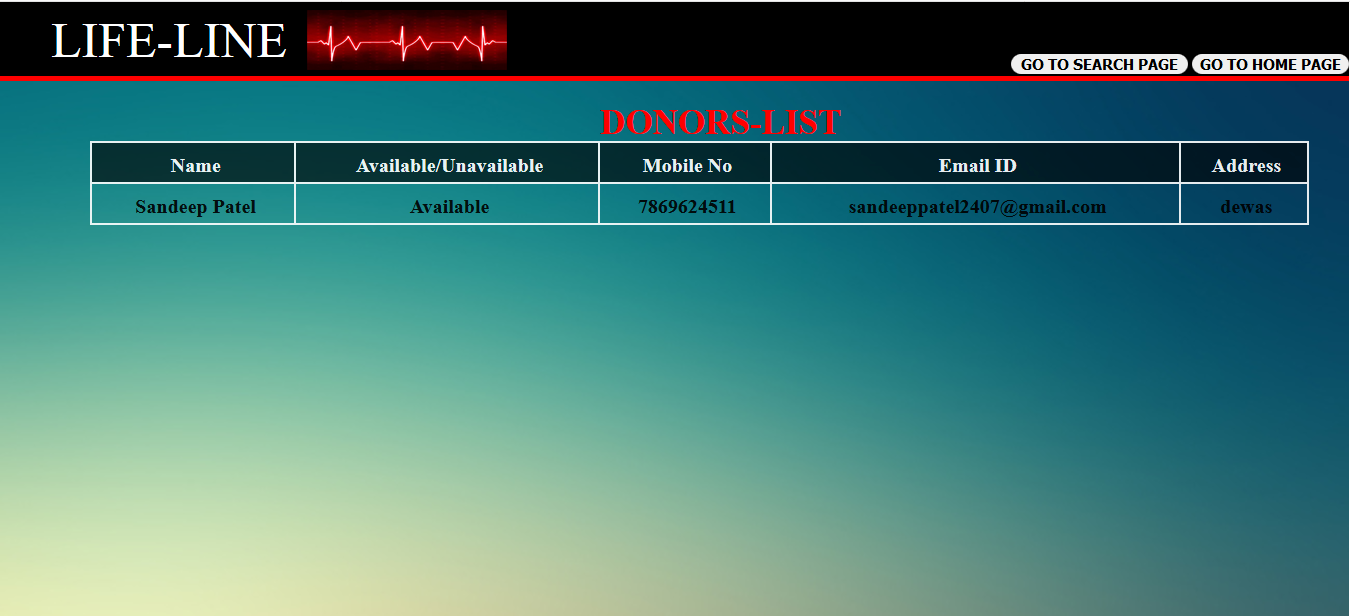 LIFE-LINE
GO TO SEARCH PAGE GO TO HOME PAGE
DONORS-LIST
Name Available/Unavailable Mobile No Email ID Address
Sandeep Patel Available 7869624511 sandeeppatel2407@gmail.com dewas